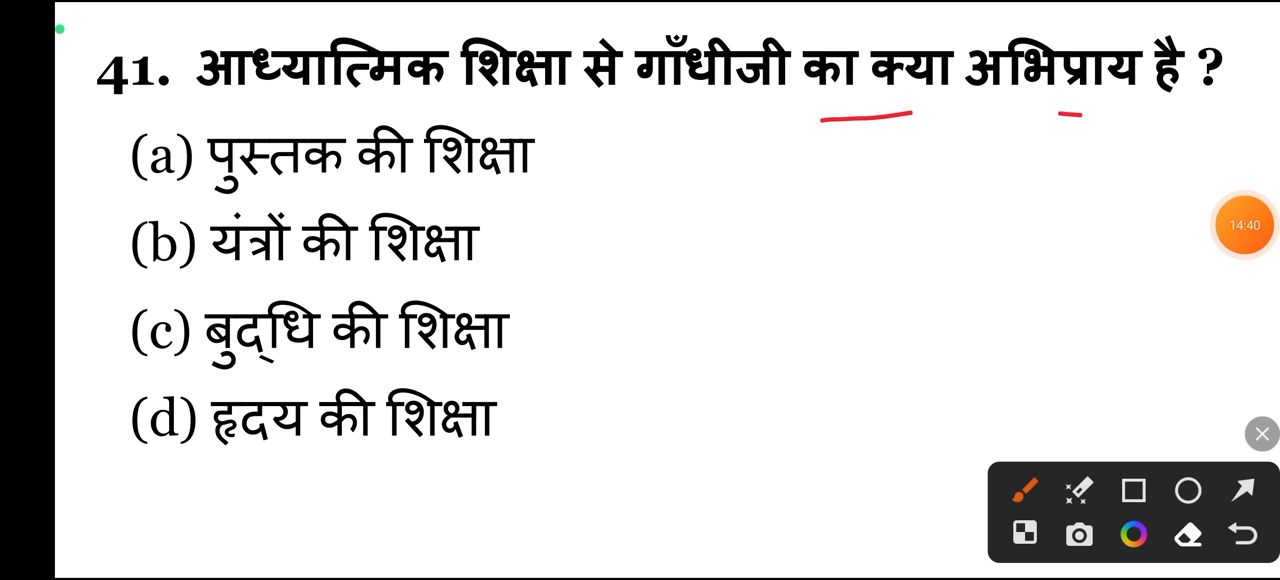 41. आध्यात्मिक शिक्षा से गाँधीजी का क्या अभिप्राय है ?
(a) पुस्तक की शिक्षा
(b) यंत्रों की शिक्षा
14:40
(c) बुद्‌धि की शिक्षा
(d) हृदय की शिक्षा